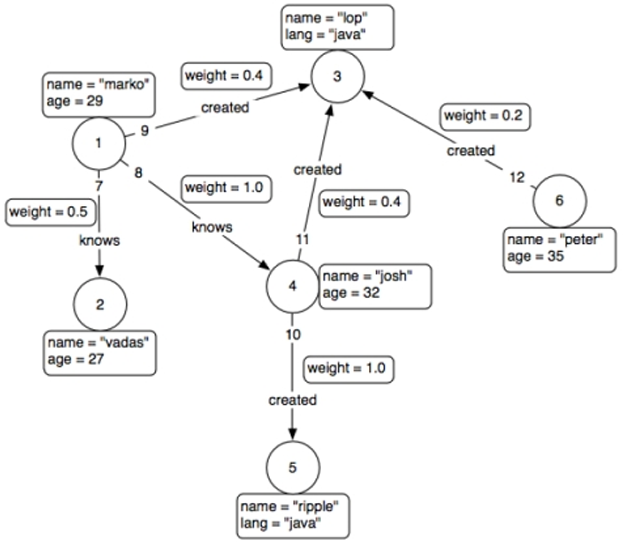 name = "lop"
lang = "java"
3
weight = 0.4
created
9
name = "marko"
age = 29
1
8
7
weight = 1.0
knows
weight = 0.5
knows
2
name = "vadas"
age = 27
created
weight = 0.4
11
4
name = "josh"
age = 32
weight = 0.2
created
12
6
name = "peter"
age = 35
10
weight = 1.0
created
5
name = "ripple"
lang = "java"